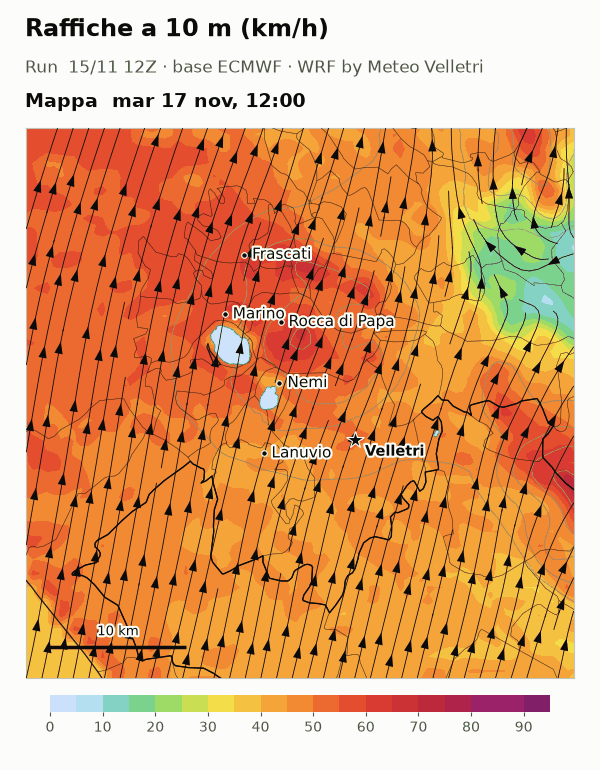 Raffiche a 10 m (km/h)
Run 15/11 12Z · base ECMWF · WRF by Meteo Velletri
Mappa mar 17 nov, 12:00
Frascati
Marino
Rocca di Papa
Nemi
Velletri
Lanuvio
10 km
0 10 20 30 40 50 60 70 80 90